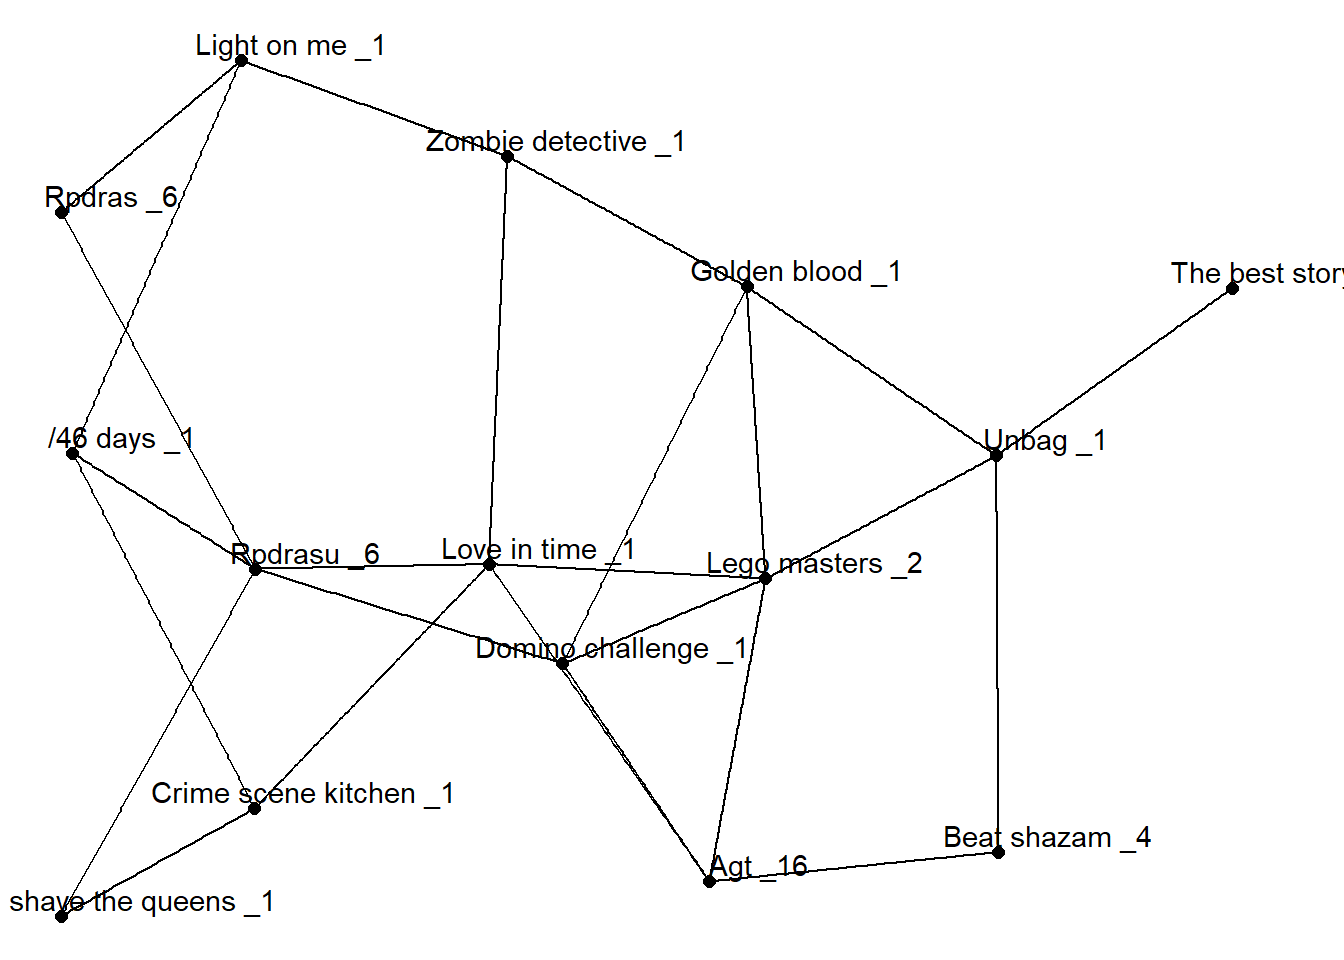 Light on me _1
Zombie detective _1
Rpdras _6
Golden blood _1
The best story
/46 days _1
Unbag _1
Rpdrasu _6
Love in time _1
Lego masters _2
Domino challenge _1
Crime scene kitchen _1
Beat shazam _4
Agt _16
shave the queens _1